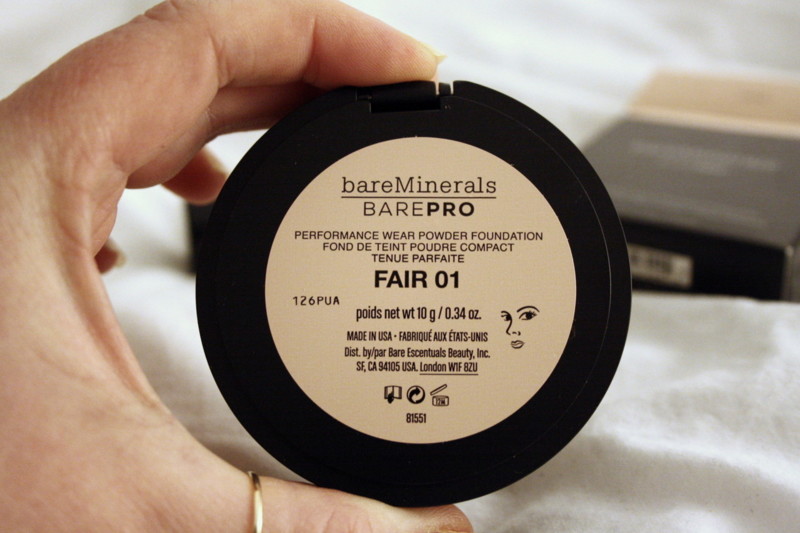 bareMinerals
BAREPRO
PERFORMANCE WEAR POWDER FOUNDATION
FOND DE TEINT POUDRE COMPACT
TENUE PARFAITE
FAIR 01
126PUA
poids net wt 10 g / 0.34 oz.
MADE IN USA • FABRIQUÉ AUX ÉTATS-UNIS
Dist. by/par Bare Escentuals Beauty, Inc.
SF, CA 94105 USA. London W1F 8ZU
12M
81551